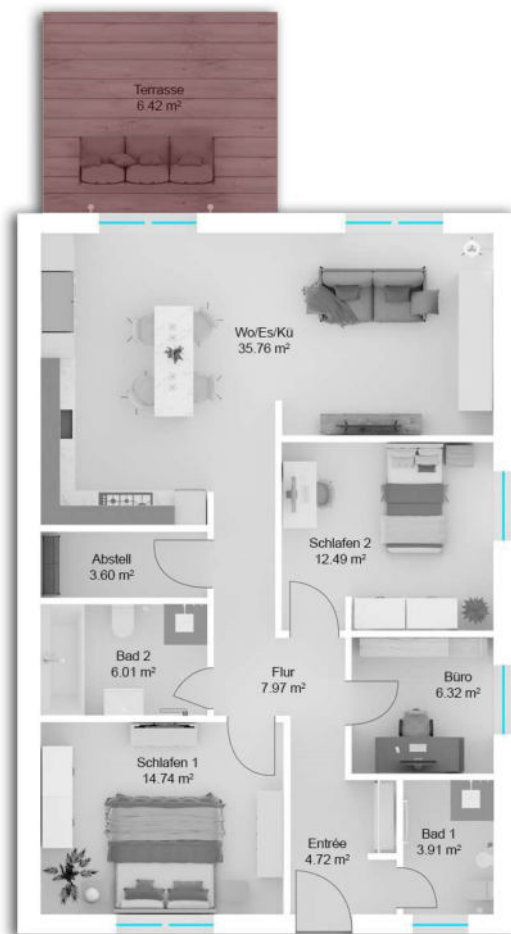 Terrasse
6.42 m²
Wo/Es/Kü
35.76 m²
Schlafen 2
12.49 m²
Abstell
3.60 m²
Bad 2
6.01 m²
Flur
7.97 m²
Büro
6.32 m²
Schlafen 1
14.74 m²
Entrée
4.72 m²
Bad 1
3.91 m²